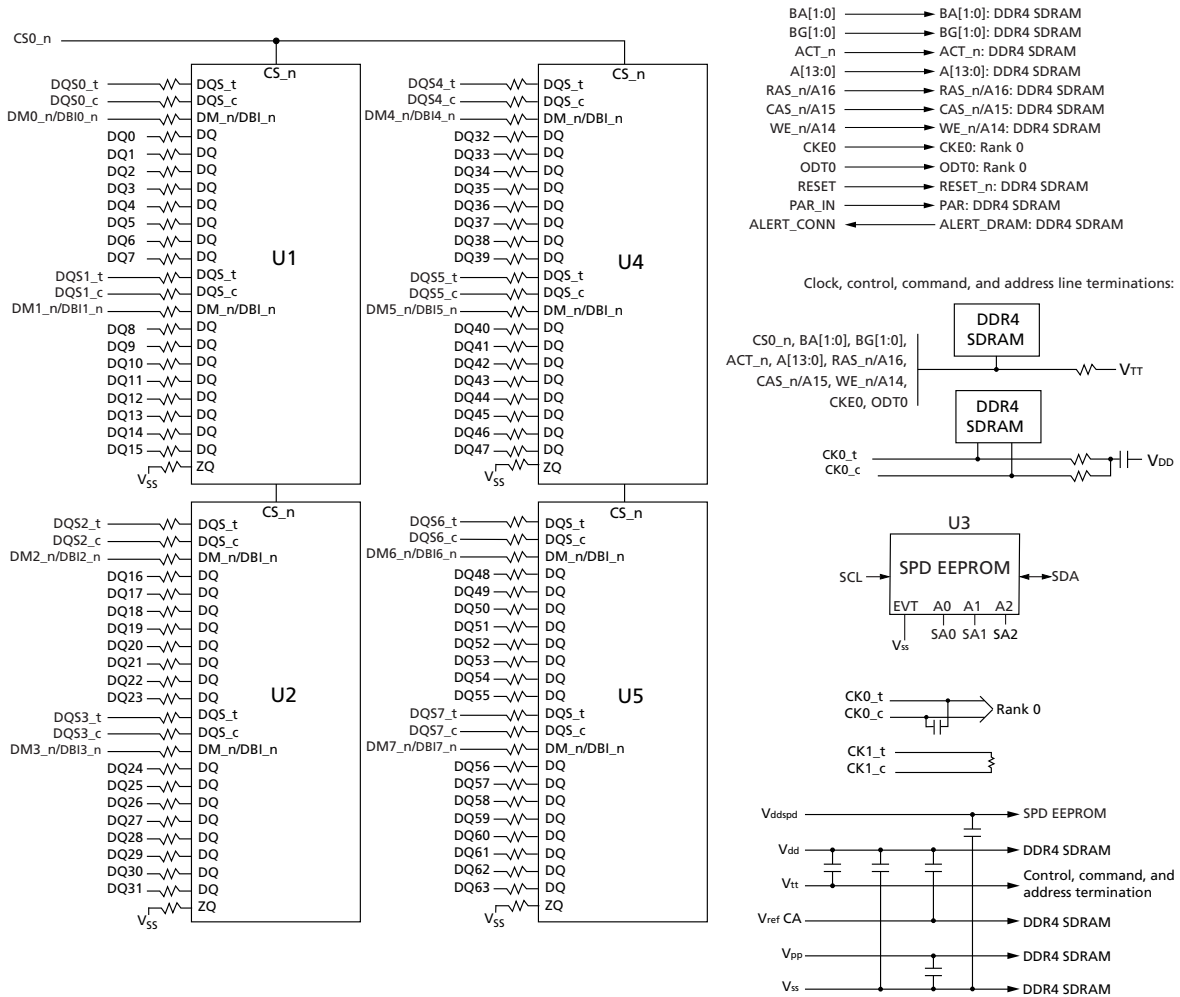 CS0_n
CS_n
DQS0_t DQS_t
DQS0_c DQS_c
DM0_n/DBI0_n DM_n/DBI_n
DQ0 DQ
DQ1 DQ
DQ2 DQ
DQ3 DQ
DQ4 DQ
DQ5 DQ
DQ6 DQ
DQ7 DQ
U1
DQS1_t DQS_t
DQS1_c DQS_c
DM1_n/DBI1_n DM_n/DBI_n
DQ8 DQ
DQ9 DQ
DQ10 DQ
DQ11 DQ
DQ12 DQ
DQ13 DQ
DQ14 DQ
DQ15 DQ
VSS ZQ
CS_n
DQS2_t DQS_t
DQS2_c DQS_c
DM2_n/DBI2_n DM_n/DBI_n
DQ16 DQ
DQ17 DQ
DQ18 DQ
DQ19 DQ
DQ20 DQ
DQ21 DQ
DQ22 DQ
DQ23 DQ
U2
DQS3_t DQS_t
DQS3_c DQS_c
DM3_n/DBI3_n DM_n/DBI_n
DQ24 DQ
DQ25 DQ
DQ26 DQ
DQ27 DQ
DQ28 DQ
DQ29 DQ
DQ30 DQ
DQ31 DQ
VSS ZQ
CS_n
DQS4_t DQS_t
DQS4_c DQS_c
DM4_n/DBI4_n DM_n/DBI_n
DQ32 DQ
DQ33 DQ
DQ34 DQ
DQ35 DQ
DQ36 DQ
DQ37 DQ
DQ38 DQ
DQ39 DQ
U4
DQS5_t DQS_t
DQS5_c DQS_c
DM5_n/DBI5_n DM_n/DBI_n
DQ40 DQ
DQ41 DQ
DQ42 DQ
DQ43 DQ
DQ44 DQ
DQ45 DQ
DQ46 DQ
DQ47 DQ
VSS ZQ
CS_n
DQS6_t DQS_t
DQS6_c DQS_c
DM6_n/DBI6_n DM_n/DBI_n
DQ48 DQ
DQ49 DQ
DQ50 DQ
DQ51 DQ
DQ52 DQ
DQ53 DQ
DQ54 DQ
DQ55 DQ
U5
DQS7_t DQS_t
DQS7_c DQS_c
DM7_n/DBI7_n DM_n/DBI_n
DQ56 DQ
DQ57 DQ
DQ58 DQ
DQ59 DQ
DQ60 DQ
DQ61 DQ
DQ62 DQ
DQ63 DQ
VSS ZQ
BA[1:0] BA[1:0]: DDR4 SDRAM
BG[1:0] BG[1:0]: DDR4 SDRAM
ACT_n ACT_n: DDR4 SDRAM
A[13:0] A[13:0]: DDR4 SDRAM
RAS_n/A16 RAS_n/A16: DDR4 SDRAM
CAS_n/A15 CAS_n/A15: DDR4 SDRAM
WE_n/A14 WE_n/A14: DDR4 SDRAM
CKE0 CKE0: Rank 0
ODT0 ODT0: Rank 0
RESET RESET_n: DDR4 SDRAM
PAR_IN PAR: DDR4 SDRAM
ALERT_CONN ALERT_DRAM: DDR4 SDRAM
Clock, control, command, and address line terminations:
DDR4
SDRAM
CS0_n, BA[1:0], BG[1:0],
ACT_n, A[13:0], RAS_n/A16,
CAS_n/A15, WE_n/A14,
CKE0, ODT0
VTT
DDR4
SDRAM
CK0_t
CK0_c
VDD
U3
SPD EEPROM
SCL SDA
EVT A0 A1 A2
Vss SA0 SA1 SA2
CK0_t
CK0_c
Rank 0
CK1_t
CK1_c
Vddspd SPD EEPROM
Vdd DDR4 SDRAM
Vtt Control, command, and
address termination
Vref CA DDR4 SDRAM
Vpp DDR4 SDRAM
Vss DDR4 SDRAM